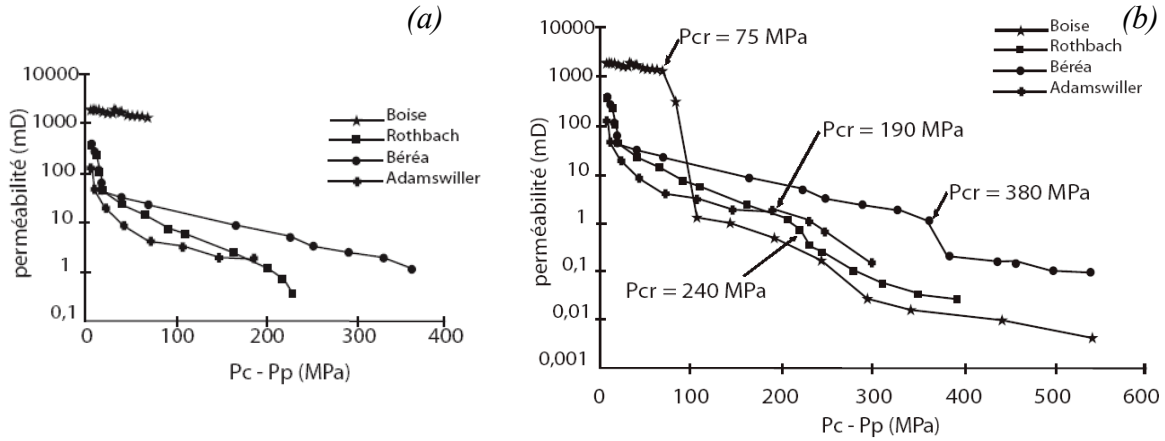 (a)
10000
1000
100
10
1
0,1
perméabilité (mD)
Boise
Rothbach
Béréa
Adamswiller
0 100 200 300 400
Pc - Pp (MPa)
(b)
10000
1000
100
10
1
0,1
0,01
0,001
perméabilité (mD)
Pcr = 75 MPa
Boise
Rothbach
Béréa
Adamswiller
Pcr = 190 MPa
Pcr = 380 MPa
Pcr = 240 MPa
0 100 200 300 400 500 600
Pc - Pp (MPa)